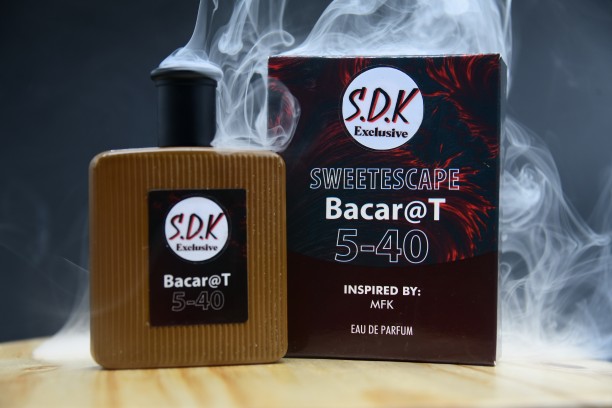 S.D.K
Exclusive
Bacar@T
5-40
S.D.K
Exclusive
SWEETESCAPE
Bacar@T
5-40
INSPIRED BY:
MFK
EAU DE PARFUM